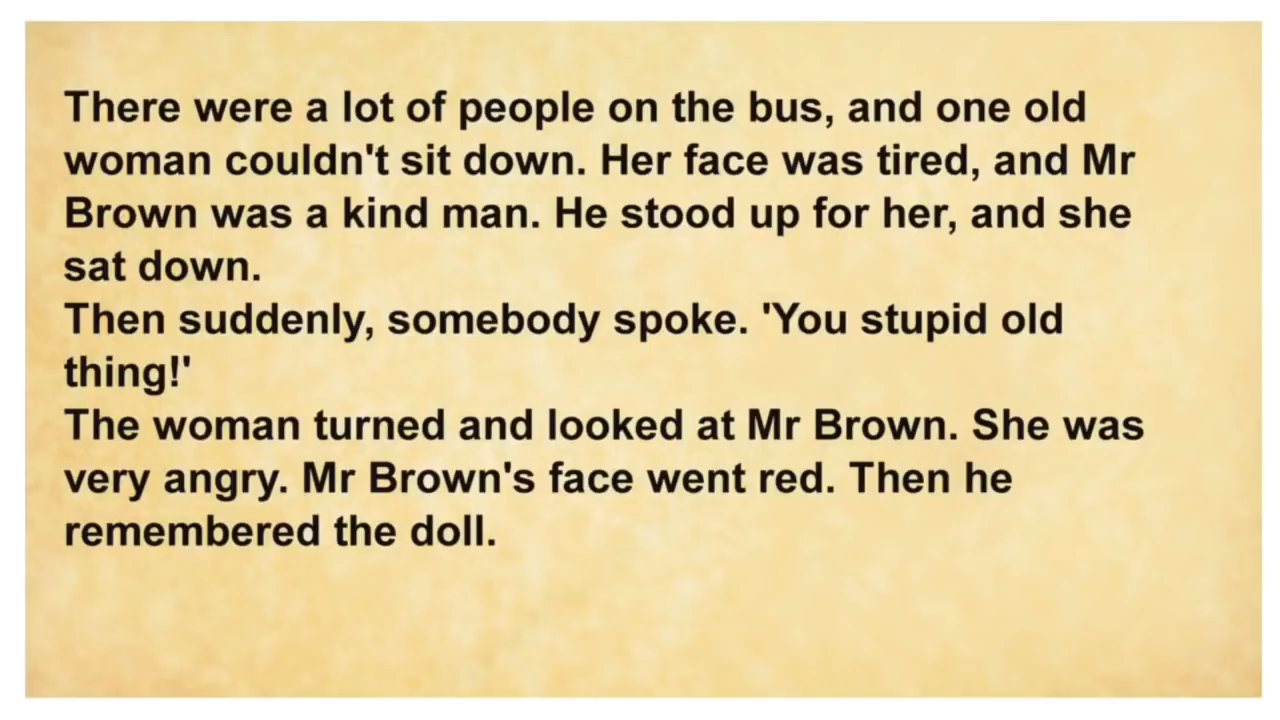 There were a lot of people on the bus, and one old
woman couldn't sit down. Her face was tired, and Mr
Brown was a kind man. He stood up for her, and she
sat down.
Then suddenly, somebody spoke. 'You stupid old
thing!'
The woman turned and looked at Mr Brown. She was
very angry. Mr Brown's face went red. Then he
remembered the doll.